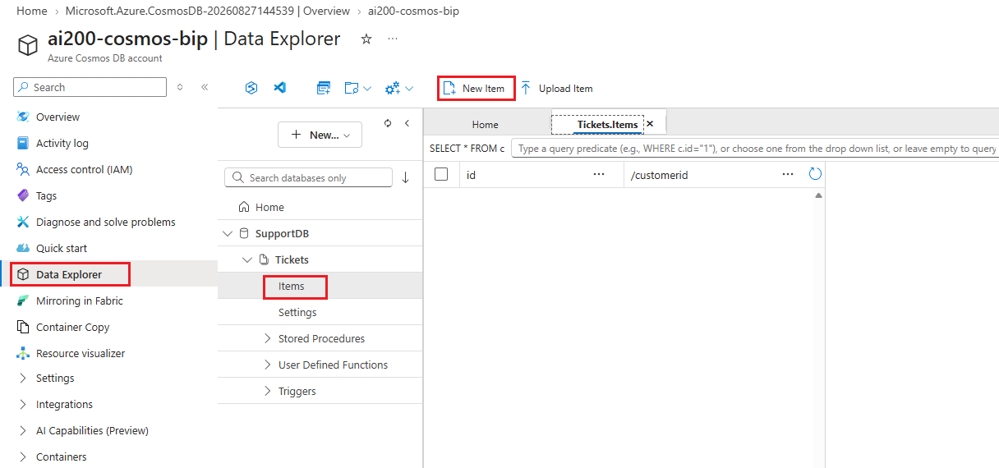 Home > Microsoft.Azure.CosmosDB-20260827144539 | Overview > ai200-cosmos-bip
ai200-cosmos-bip | Data Explorer
Azure Cosmos DB account
Search
Overview
Activity log
Access control (IAM)
Tags
Diagnose and solve problems
Quick start
Data Explorer
Mirroring in Fabric
Container Copy
Resource visualizer
Settings
Integrations
AI Capabilities (Preview)
Containers
New Item
Upload Item
New...
Search databases only
Home
SupportDB
Tickets
Items
Settings
Stored Procedures
User Defined Functions
Triggers
Home
Tickets.Items
SELECT * FROM c
Type a query predicate (e.g., WHERE c.id="1"), or choose one from the drop down list, or leave empty to query
id
/customerid